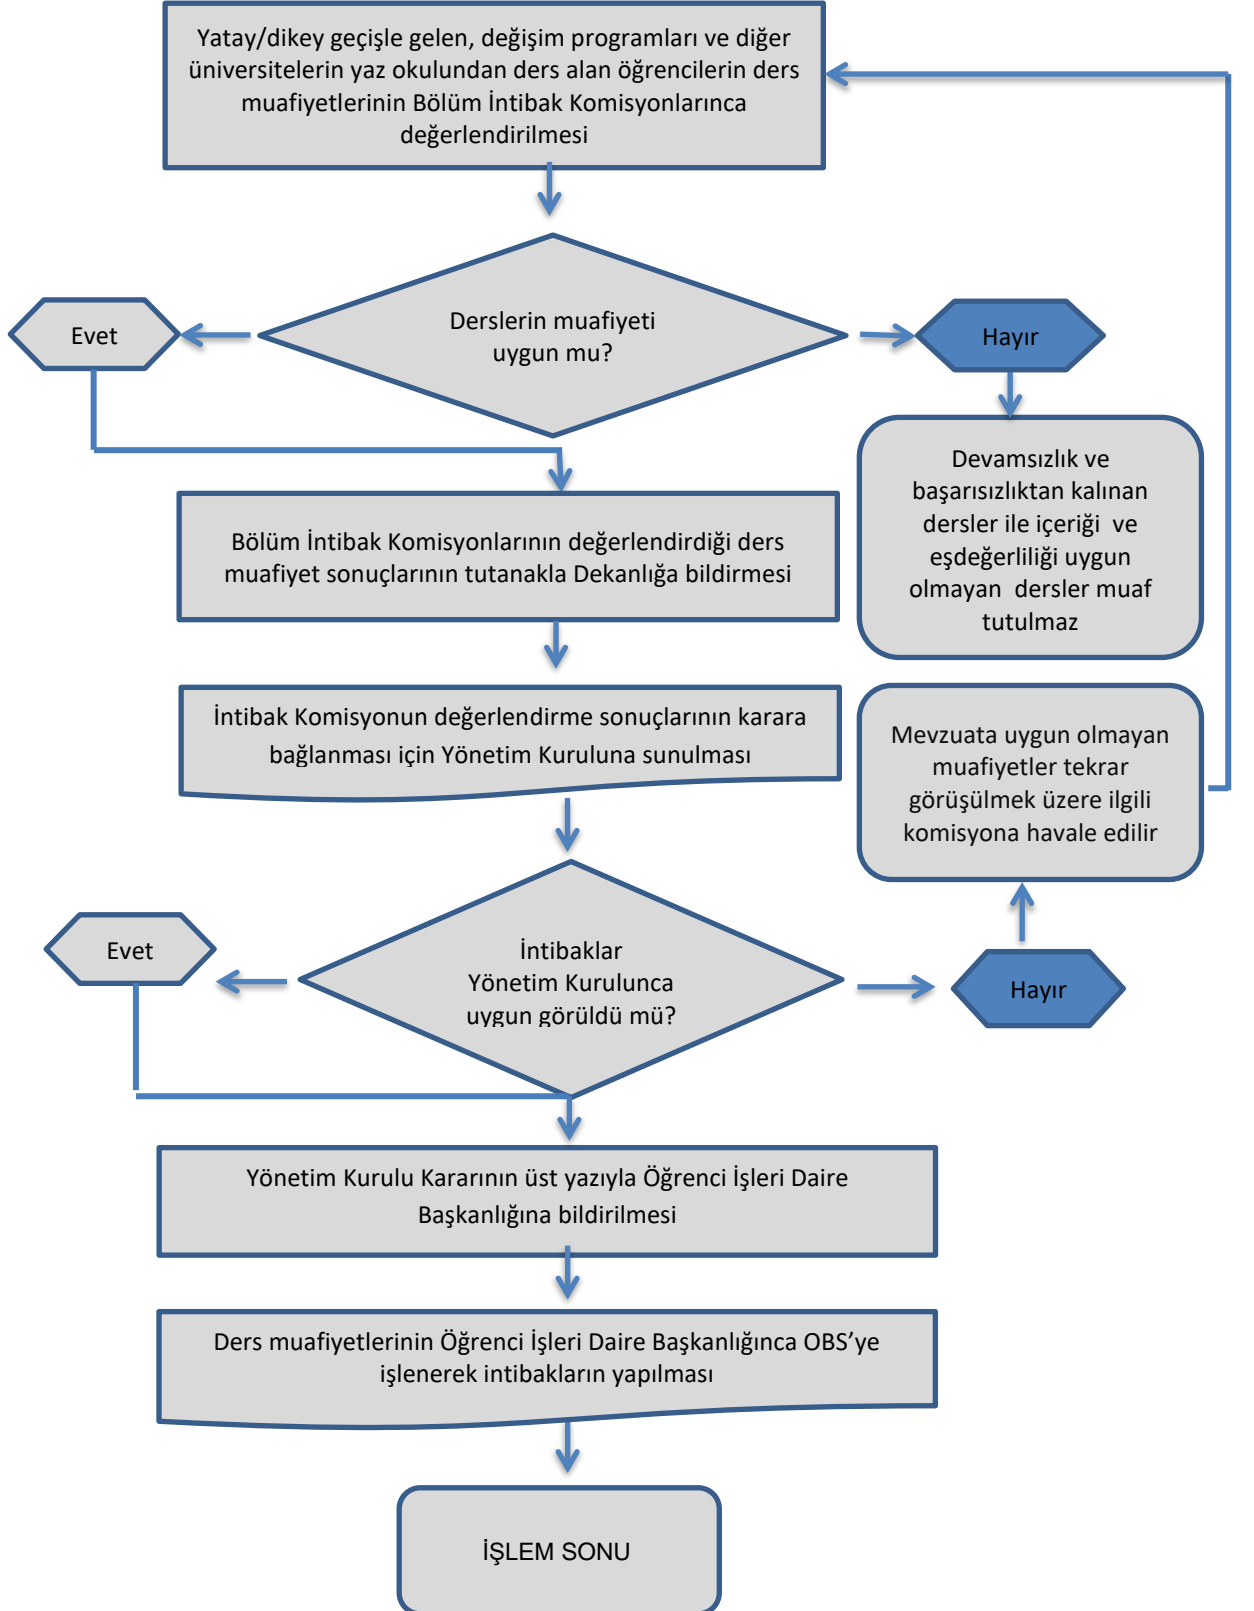 Yatay/dikey geçişle gelen, değişim programları ve diğer
üniversitelerin yaz okulundan ders alan öğrencilerin ders
muafiyetlerinin Bölüm İntibak Komisyonlarınca
değerlendirilmesi
Evet
Derslerin muafiyeti
uygun mu?
Hayır
Devamsızlık ve
başarısızlıktan kalınan
dersler ile içeriği ve
eşdeğerliliği uygun
olmayan dersler muaf
tutulmaz
Bölüm İntibak Komisyonlarının değerlendirdiği ders
muafiyet sonuçlarının tutanakla Dekanlığa bildirmesi
İntibak Komisyonun değerlendirme sonuçlarının karara
bağlanması için Yönetim Kuruluna sunulması
Mevzuata uygun olmayan
muafiyetler tekrar
görüşülmek üzere ilgili
komisyona havale edilir
Evet
İntibaklar
Yönetim Kurulunca
uygun görüldü mü?
Hayır
Yönetim Kurulu Kararının üst yazıyla Öğrenci İşleri Daire
Başkanlığına bildirilmesi
Ders muafiyetlerinin Öğrenci İşleri Daire Başkanlığınca OBS’ye
işlenerek intibakların yapılması
İŞLEM SONU